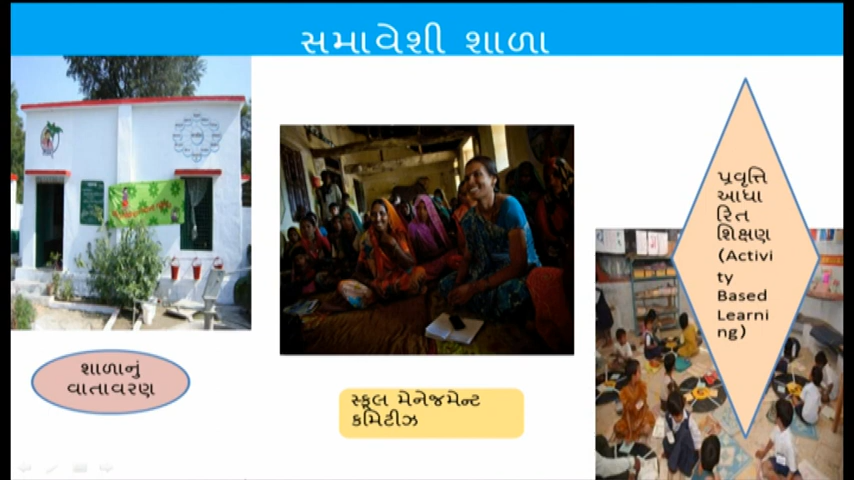 સમાવેશી શાળા
પ્રવૃત્તિ
આધા
રિત
શિક્ષણ
(Activi
ty
Based
Learni
ng)
શાળાનું
વાતાવરણ
સ્કૂલ મેનેજમેન્ટ
કમિટીઝ